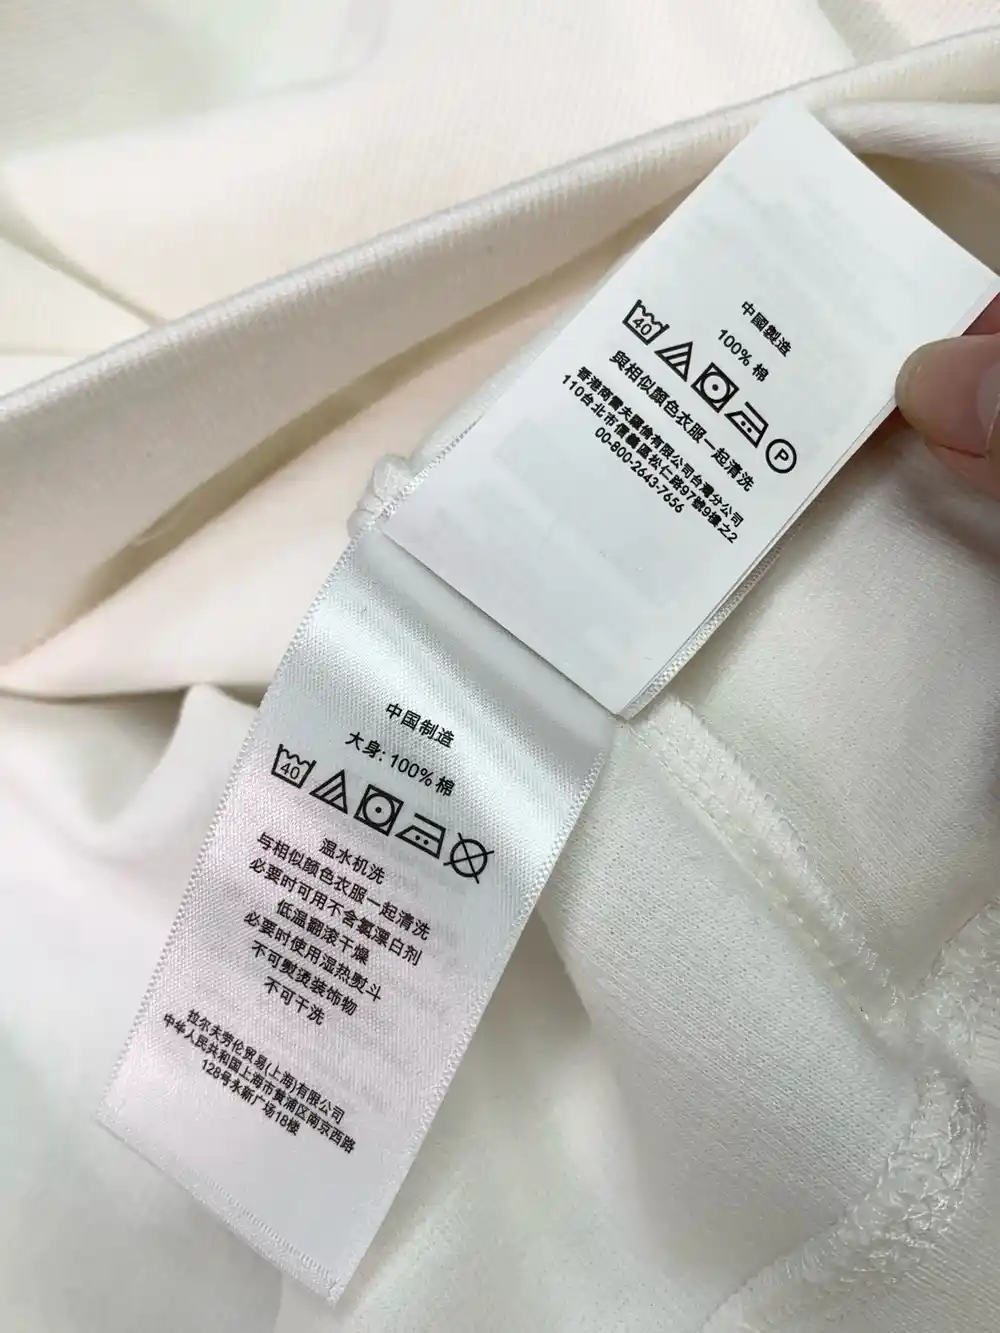 中國製造
100% 棉
40
P
與相似顏色衣服一起清洗
香港商雷夫羅倫有限公司台灣分公司
110台北市信義區松仁路97號9樓之2
00-800-2643-7656
中国制造
大身: 100% 棉
40
温水机洗
与相似颜色衣服一起清洗
必要时可用不含氯漂白剂
低温翻滚干燥
必要时使用湿热熨斗
不可熨烫装饰物
不可干洗
拉尔夫劳伦贸易(上海)有限公司
中华人民共和国上海市黄浦区南京西路
128号永新广场18楼